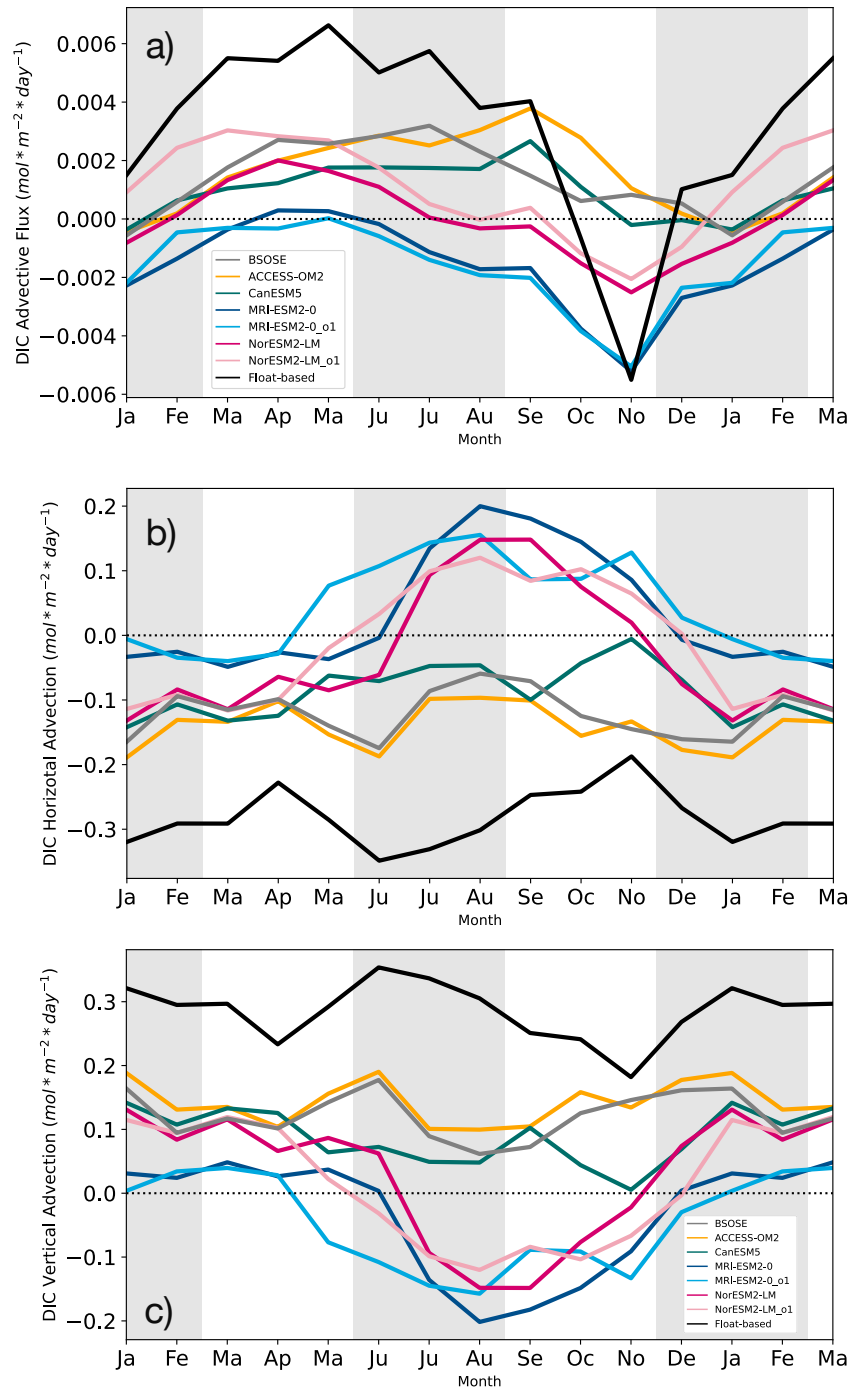 a)
DIC Advective Flux (mol * m⁻² * day⁻¹)
0.006
0.004
0.002
0.000
−0.002
−0.004
−0.006
BSOSE
ACCESS-OM2
CanESM5
MRI-ESM2-0
MRI-ESM2-0_o1
NorESM2-LM
NorESM2-LM_o1
Float-based
Ja Fe Ma Ap Ma Ju Ju Au Se Oc No De Ja Fe Ma
Month
b)
DIC Horizotal Advection (mol * m⁻² * day⁻¹)
0.2
0.1
0.0
−0.1
−0.2
−0.3
Ja Fe Ma Ap Ma Ju Ju Au Se Oc No De Ja Fe Ma
Month
DIC Vertical Advection (mol * m⁻² * day⁻¹)
0.3
0.2
0.1
0.0
−0.1
−0.2
BSOSE
ACCESS-OM2
CanESM5
MRI-ESM2-0
MRI-ESM2-0_o1
NorESM2-LM
NorESM2-LM_o1
Float-based
c)
Ja Fe Ma Ap Ma Ju Ju Au Se Oc No De Ja Fe Ma
Month